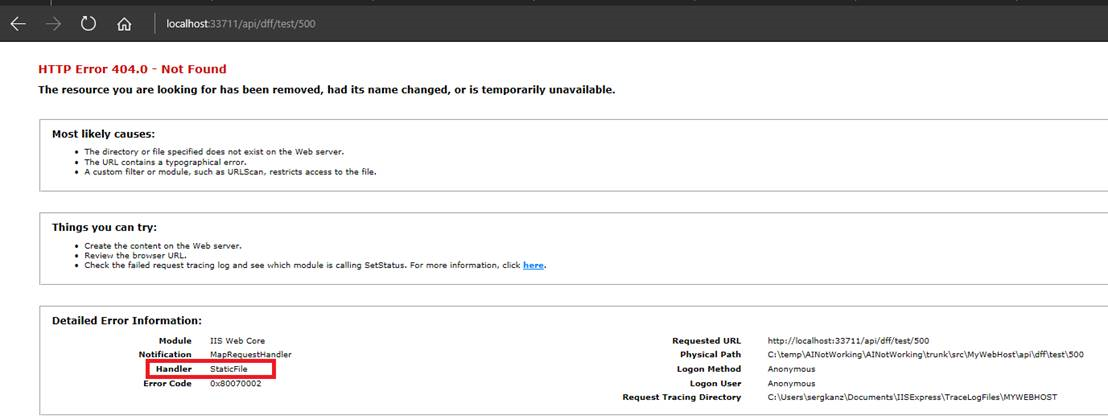 localhost:33711/api/dff/test/500
HTTP Error 404.0 - Not Found
The resource you are looking for has been removed, had its name changed, or is temporarily unavailable.
Most likely causes:
• The directory or file specified does not exist on the Web server.
• The URL contains a typographical error.
• A custom filter or module, such as URLScan, restricts access to the file.
Things you can try:
• Create the content on the Web server.
• Review the browser URL.
• Check the failed request tracing log and see which module is calling SetStatus. For more information, click here.
Detailed Error Information:
Module IIS Web Core
Notification MapRequestHandler
Handler StaticFile
Error Code 0x80070002
Requested URL http://localhost:33711/api/dff/test/500
Physical Path C:\temp\AINotWorking\AINotWorking\trunk\src\MyWebHost\api\dff\test\500
Logon Method Anonymous
Logon User Anonymous
Request Tracing Directory C:\Users\sergkanz\Documents\IISExpress\TraceLogFiles\MYWEBHOST